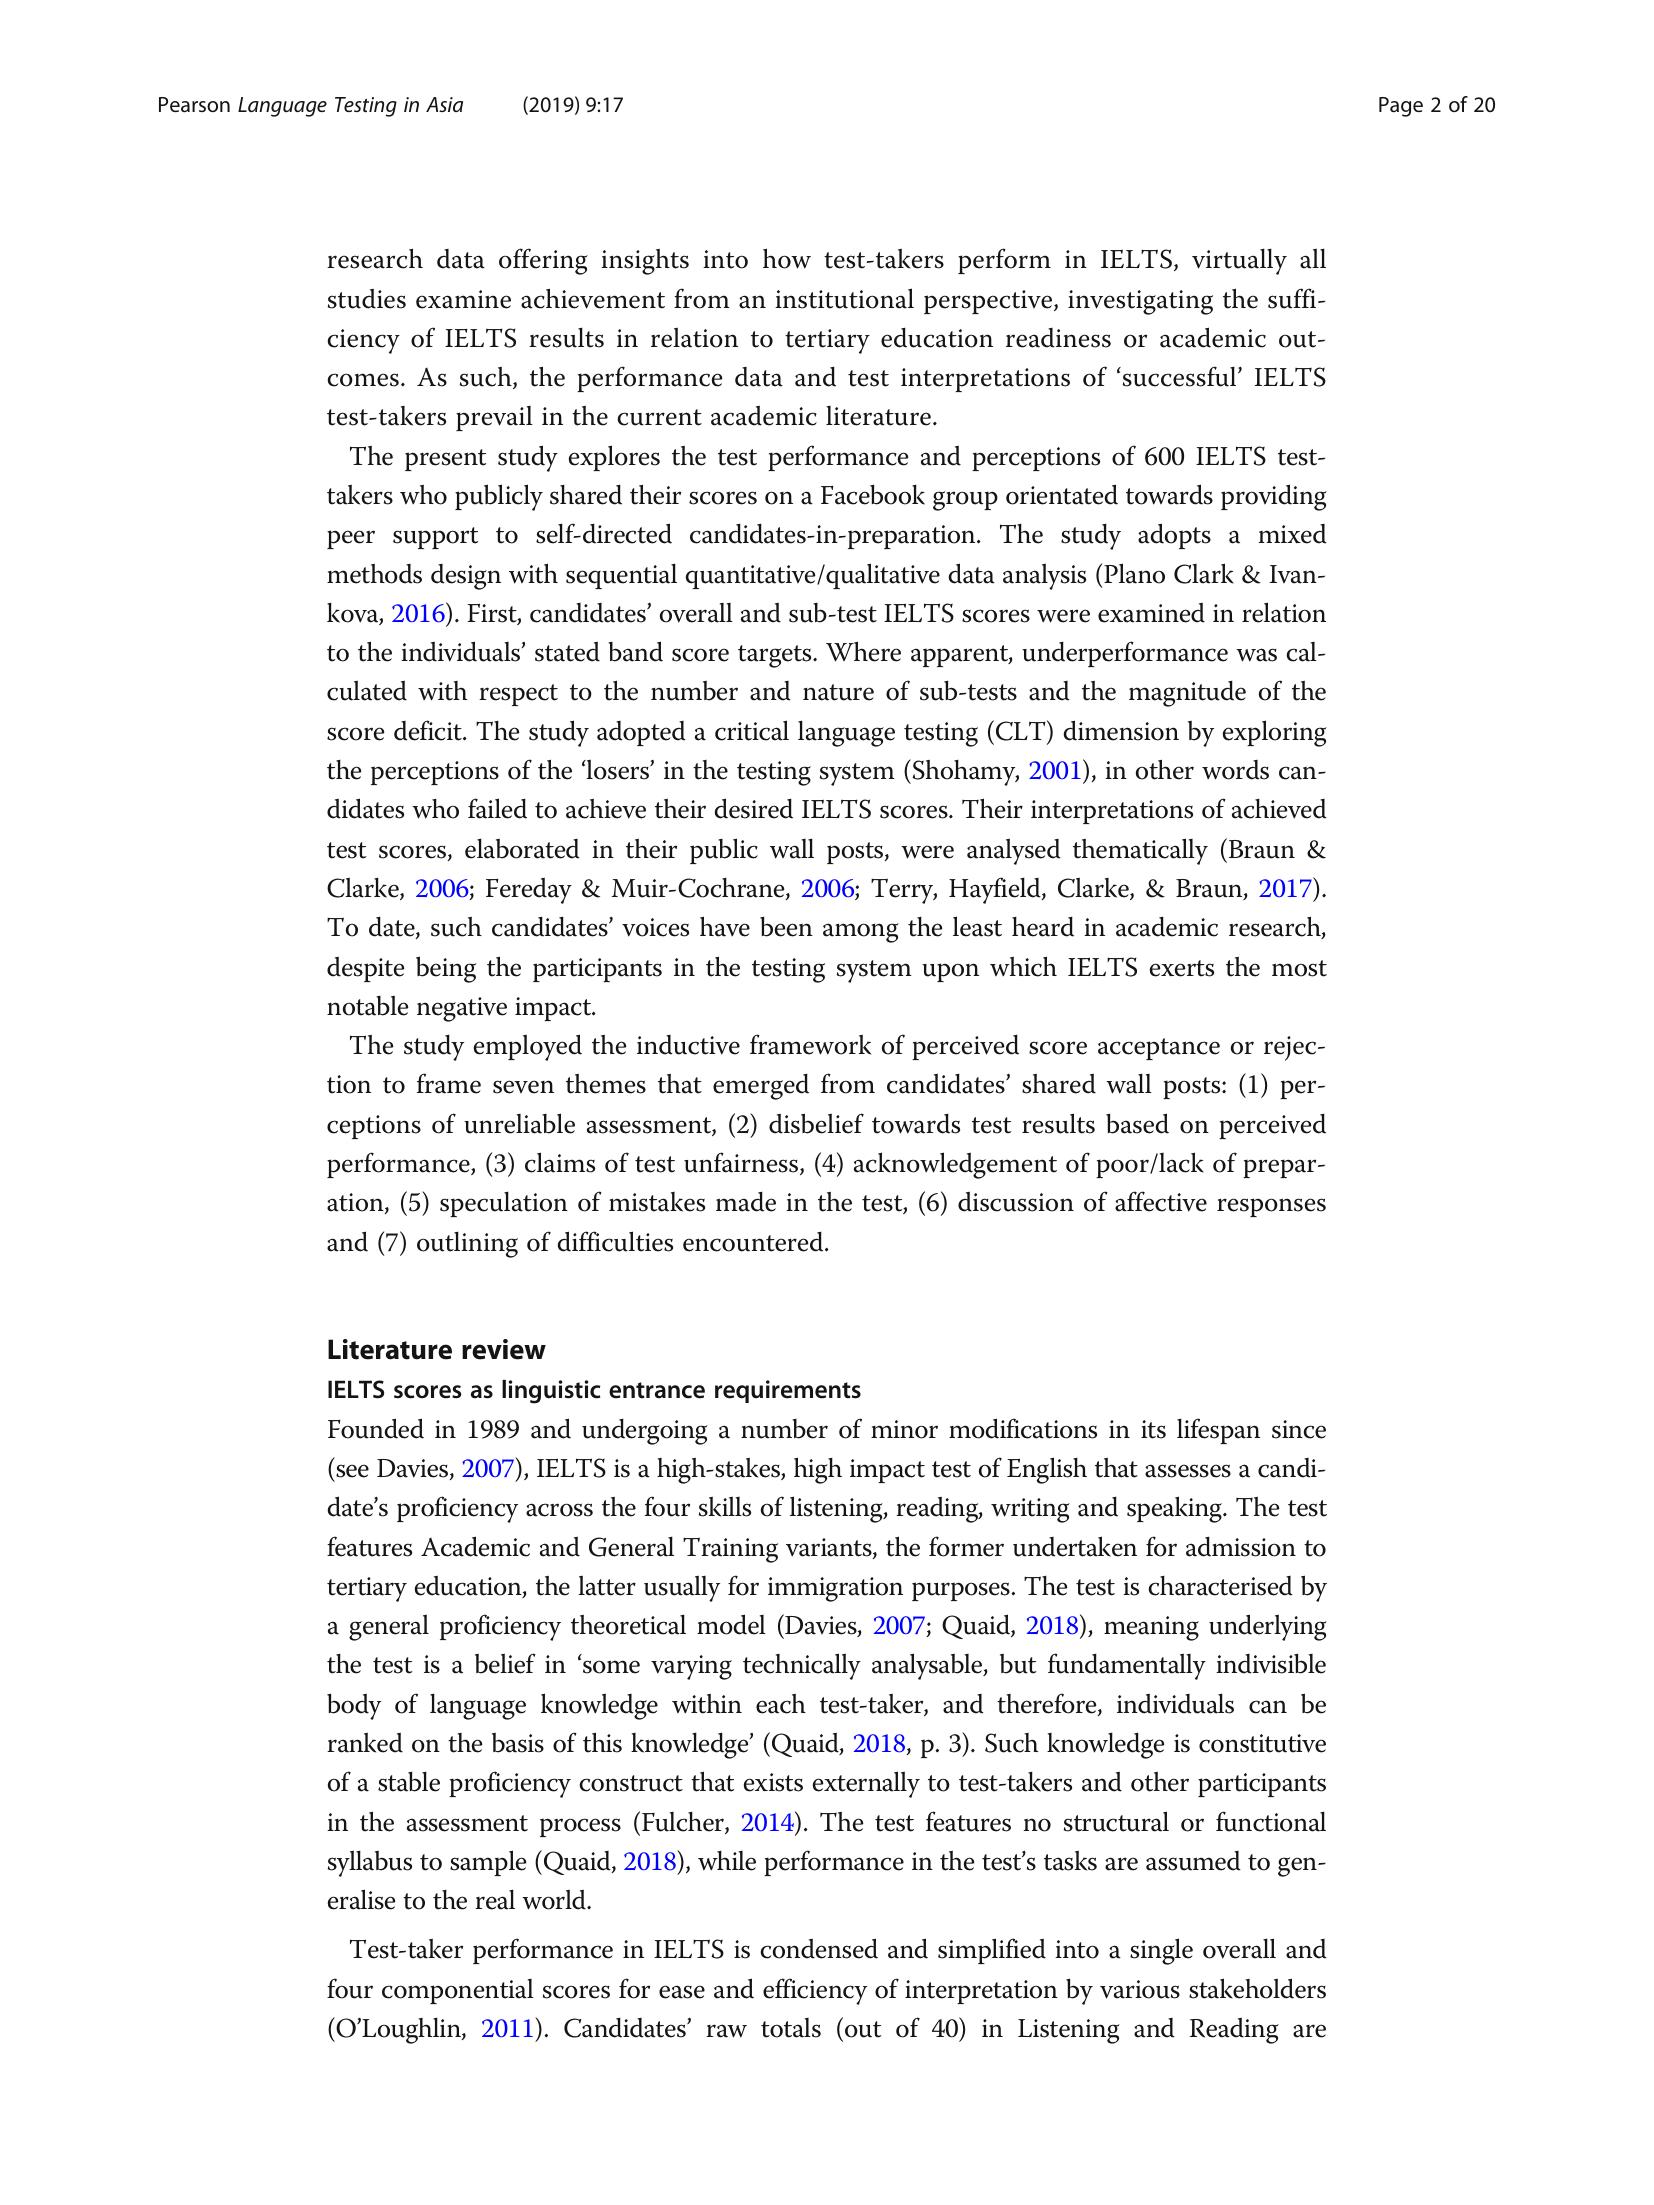 Pearson Language Testing in Asia (2019) 9:17 Page 2 of 20
research data offering insights into how test-takers perform in IELTS, virtually all
studies examine achievement from an institutional perspective, investigating the suffi-
ciency of IELTS results in relation to tertiary education readiness or academic out-
comes. As such, the performance data and test interpretations of ‘successful’ IELTS
test-takers prevail in the current academic literature.
The present study explores the test performance and perceptions of 600 IELTS test-
takers who publicly shared their scores on a Facebook group orientated towards providing
peer support to self-directed candidates-in-preparation. The study adopts a mixed
methods design with sequential quantitative/qualitative data analysis (Plano Clark & Ivan-
kova, 2016). First, candidates’ overall and sub-test IELTS scores were examined in relation
to the individuals’ stated band score targets. Where apparent, underperformance was cal-
culated with respect to the number and nature of sub-tests and the magnitude of the
score deficit. The study adopted a critical language testing (CLT) dimension by exploring
the perceptions of the ‘losers’ in the testing system (Shohamy, 2001), in other words can-
didates who failed to achieve their desired IELTS scores. Their interpretations of achieved
test scores, elaborated in their public wall posts, were analysed thematically (Braun &
Clarke, 2006; Fereday & Muir-Cochrane, 2006; Terry, Hayfield, Clarke, & Braun, 2017).
To date, such candidates’ voices have been among the least heard in academic research,
despite being the participants in the testing system upon which IELTS exerts the most
notable negative impact.
The study employed the inductive framework of perceived score acceptance or rejec-
tion to frame seven themes that emerged from candidates’ shared wall posts: (1) per-
ceptions of unreliable assessment, (2) disbelief towards test results based on perceived
performance, (3) claims of test unfairness, (4) acknowledgement of poor/lack of prepar-
ation, (5) speculation of mistakes made in the test, (6) discussion of affective responses
and (7) outlining of difficulties encountered.
Literature review
IELTS scores as linguistic entrance requirements
Founded in 1989 and undergoing a number of minor modifications in its lifespan since
(see Davies, 2007), IELTS is a high-stakes, high impact test of English that assesses a candi-
date’s proficiency across the four skills of listening, reading, writing and speaking. The test
features Academic and General Training variants, the former undertaken for admission to
tertiary education, the latter usually for immigration purposes. The test is characterised by
a general proficiency theoretical model (Davies, 2007; Quaid, 2018), meaning underlying
the test is a belief in ‘some varying technically analysable, but fundamentally indivisible
body of language knowledge within each test-taker, and therefore, individuals can be
ranked on the basis of this knowledge’ (Quaid, 2018, p. 3). Such knowledge is constitutive
of a stable proficiency construct that exists externally to test-takers and other participants
in the assessment process (Fulcher, 2014). The test features no structural or functional
syllabus to sample (Quaid, 2018), while performance in the test’s tasks are assumed to gen-
eralise to the real world.
Test-taker performance in IELTS is condensed and simplified into a single overall and
four componential scores for ease and efficiency of interpretation by various stakeholders
(O’Loughlin, 2011). Candidates’ raw totals (out of 40) in Listening and Reading are